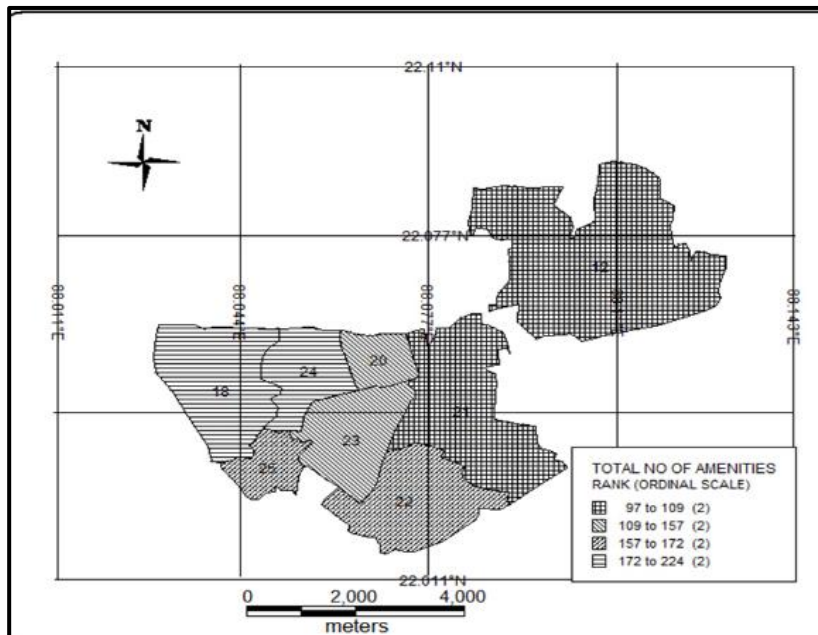 N
22.11°N
22.077°N
88.011°E
88.044°E
88.143°E
12
20
24
18
21
23
25
22
22.011°N
TOTAL NO OF AMENITIES
RANK (ORDINAL SCALE)
97 to 109 (2)
109 to 157 (2)
157 to 172 (2)
172 to 224 (2)
0 2,000 4,000
meters